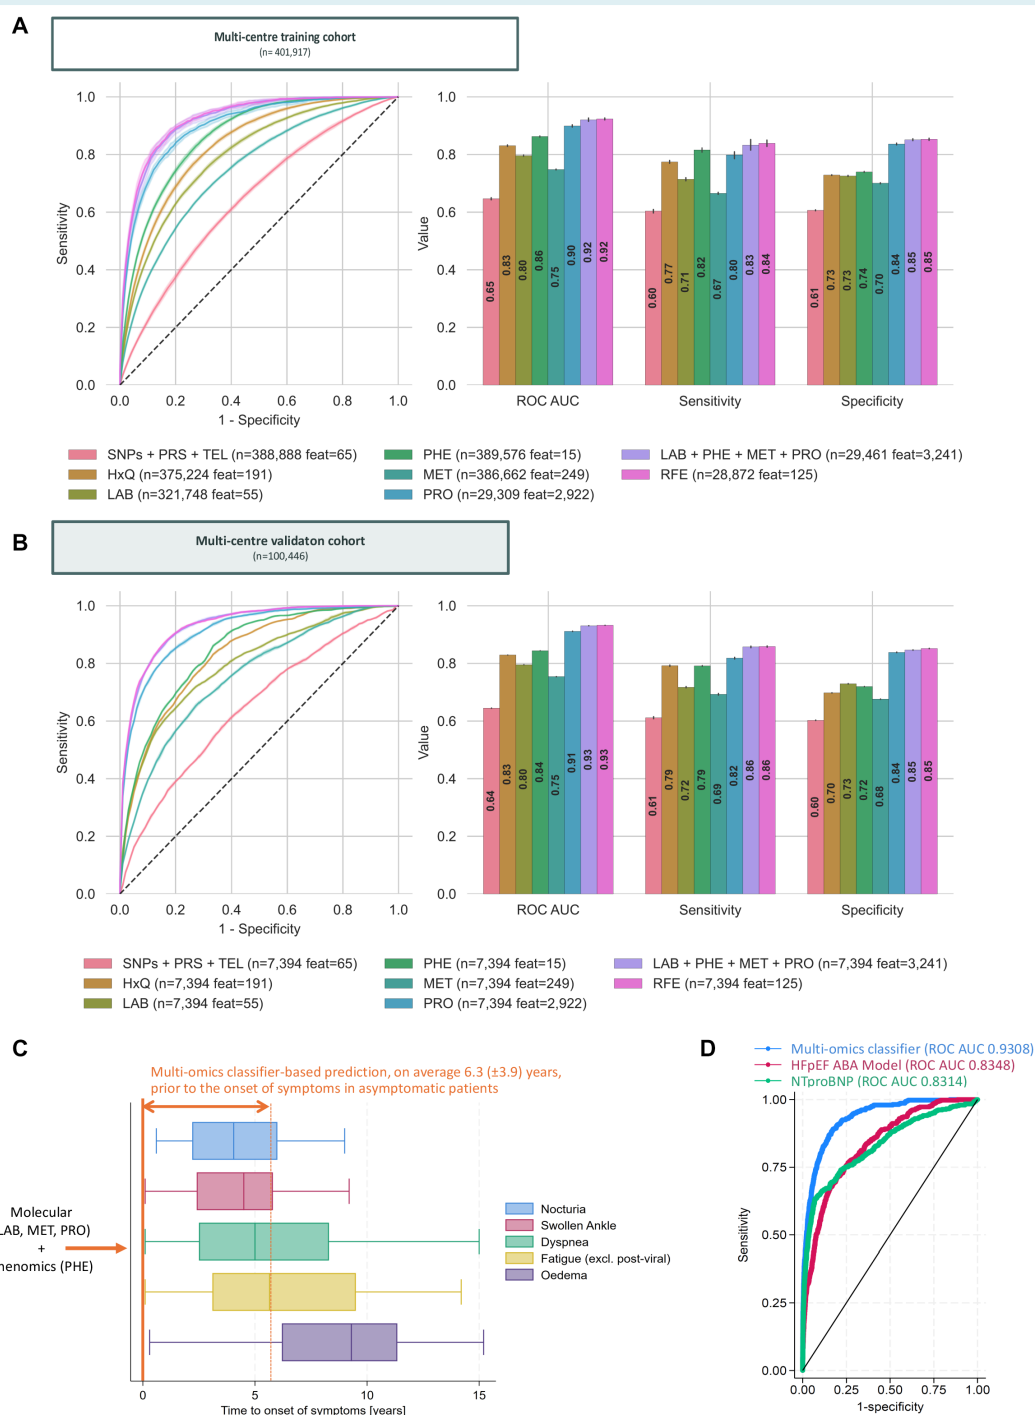 A
Multi-centre training cohort
(n= 401,917)
1.0
0.8
0.6
0.4
0.2
0.0
Sensitivity
0.0 0.2 0.4 0.6 0.8 1.0
1 - Specificity
1.0
0.8
0.6
0.4
0.2
0.0
Value
0.65 0.83 0.80 0.86 0.75 0.90 0.92 0.92
0.60 0.77 0.71 0.82 0.67 0.80 0.83 0.84
0.61 0.73 0.73 0.74 0.70 0.84 0.85 0.85
ROC AUC Sensitivity Specificity
SNPs + PRS + TEL (n=388,888 feat=65)
HxQ (n=375,224 feat=191)
LAB (n=321,748 feat=55)
PHE (n=389,576 feat=15)
MET (n=386,662 feat=249)
PRO (n=29,309 feat=2,922)
LAB + PHE + MET + PRO (n=29,461 feat=3,241)
RFE (n=28,872 feat=125)
B
Multi-centre validaton cohort
(n=100,446)
1.0
0.8
0.6
0.4
0.2
0.0
Sensitivity
0.0 0.2 0.4 0.6 0.8 1.0
1 - Specificity
1.0
0.8
0.6
0.4
0.2
0.0
Value
0.64 0.83 0.80 0.84 0.75 0.91 0.93 0.93
0.61 0.79 0.72 0.79 0.69 0.82 0.86 0.86
0.60 0.70 0.73 0.72 0.68 0.84 0.85 0.85
ROC AUC Sensitivity Specificity
SNPs + PRS + TEL (n=7,394 feat=65)
HxQ (n=7,394 feat=191)
LAB (n=7,394 feat=55)
PHE (n=7,394 feat=15)
MET (n=7,394 feat=249)
PRO (n=7,394 feat=2,922)
LAB + PHE + MET + PRO (n=7,394 feat=3,241)
RFE (n=7,394 feat=125)
C
Multi-omics classifier-based prediction, on average 6.3 (±3.9) years,
prior to the onset of symptoms in asymptomatic patients
Molecular
LAB, MET, PRO)
+
henomics (PHE)
Nocturia
Swollen Ankle
Dyspnea
Fatigue (excl. post-viral)
Oedema
0 5 10 15
Time to onset of symptoms [years]
D
Multi-omics classifier (ROC AUC 0.9308)
HFpEF ABA Model (ROC AUC 0.8348)
NTproBNP (ROC AUC 0.8314)
1.00
0.75
0.50
0.25
0.00
Sensitivity
0.00 0.25 0.50 0.75 1.00
1-specificity